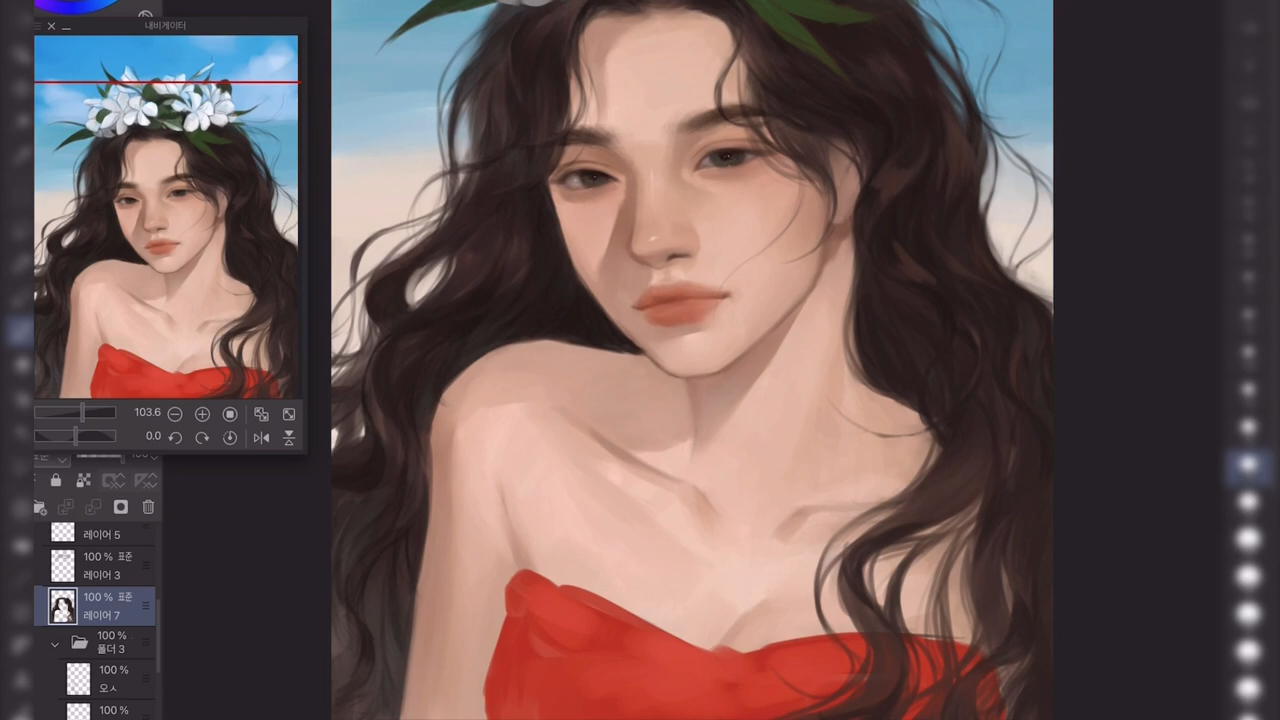 내비게이터
103.6
0.0
레이어 5
100 % 표준
레이어 3
100 % 표준
레이어 7
100 %
폴더 3
100 %
오ㅅ
100 %